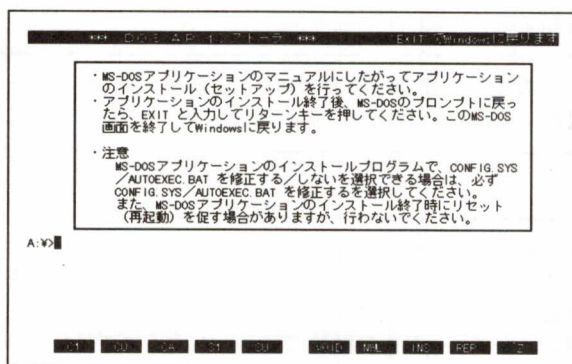 *** DOS AP インストーラ *** EXIT でWindowsに戻ります
・MS-DOSアプリケーションのマニュアルにしたがってアプリケーション
のインストール（セットアップ）を行ってください。
・アプリケーションのインストール終了後、MS-DOSのプロンプトに戻っ
たら、EXIT と入力してリターンキーを押してください。このMS-DOS
画面を終了してWindowsに戻ります。
・注意
MS-DOSアプリケーションのインストールプログラムで、CONFIG.SYS
／AUTOEXEC.BAT を修正する／しないを選択できる場合は、必ず
CONFIG.SYS／AUTOEXEC.BAT を修正するを選択してください。
また、MS-DOSアプリケーションのインストール終了時にリセット
（再起動）を促す場合がありますが、行わないでください。
A:¥>
C1 CU CA S1 SU VOID NWL INS REP ^Z